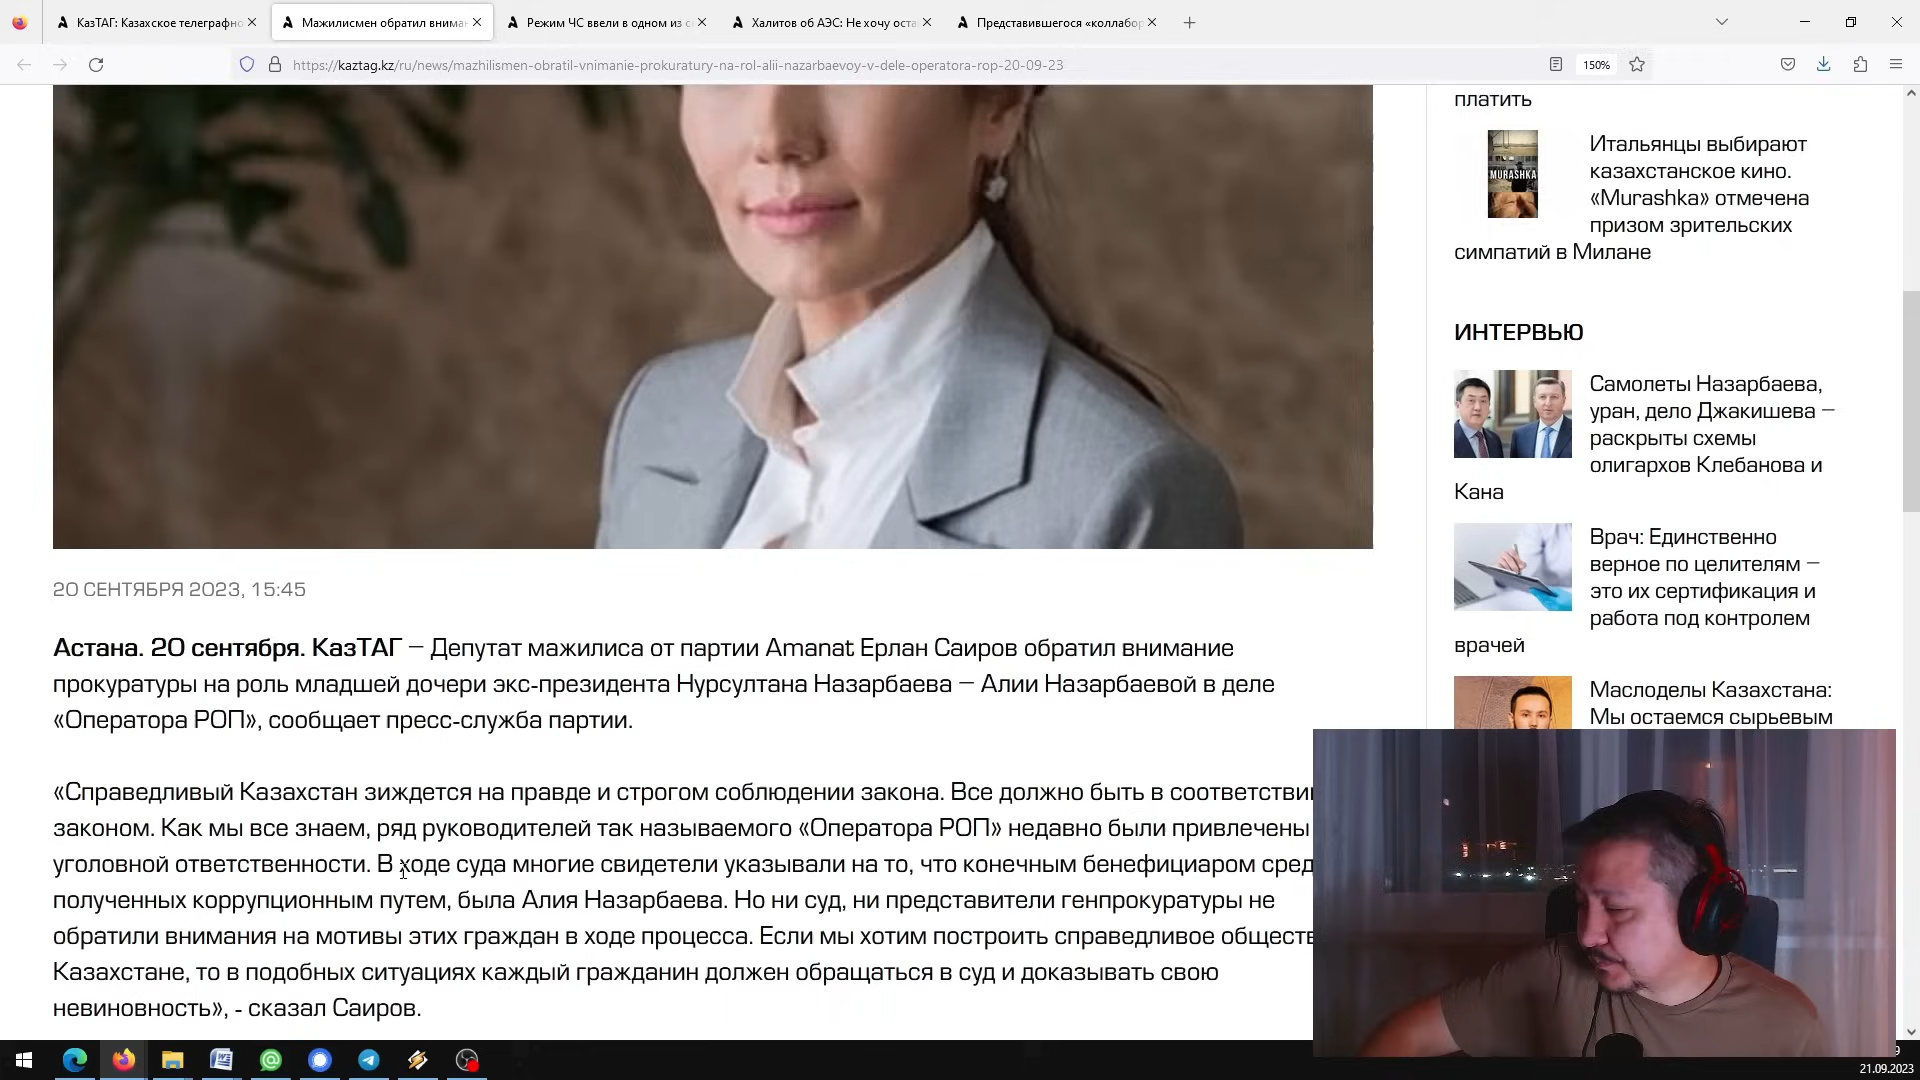 КазТАГ: Казахское телеграфно
Мажилисмен обратил внима
Режим ЧС ввели в одном из с
Халитов об АЭС: Не хочу оста
Представившегося «коллабор
https://kaztag.kz/ru/news/mazhilismen-obratil-vnimanie-prokuratury-na-rol-alii-nazarbaevoy-v-dele-operatora-rop-20-09-23
150%
20 СЕНТЯБРЯ 2023, 15:45
Астана. 20 сентября. КазТАГ – Депутат мажилиса от партии Amanat Ерлан Саиров обратил внимание
прокуратуры на роль младшей дочери экс-президента Нурсултана Назарбаева – Алии Назарбаевой в деле
«Оператора РОП», сообщает пресс-служба партии.
«Справедливый Казахстан зиждется на правде и строгом соблюдении закона. Все должно быть в соответстви
законом. Как мы все знаем, ряд руководителей так называемого «Оператора РОП» недавно были привлечены
уголовной ответственности. В ходе суда многие свидетели указывали на то, что конечным бенефициаром сред
полученных коррупционным путем, была Алия Назарбаева. Но ни суд, ни представители генпрокуратуры не
обратили внимания на мотивы этих граждан в ходе процесса. Если мы хотим построить справедливое обществ
Казахстане, то в подобных ситуациях каждый гражданин должен обращаться в суд и доказывать свою
невиновность», - сказал Саиров.
платить
MURASHKA
Итальянцы выбирают
казахстанское кино.
«Murashka» отмечена
призом зрительских
симпатий в Милане
ИНТЕРВЬЮ
Самолеты Назарбаева,
уран, дело Джакишева –
раскрыты схемы
олигархов Клебанова и
Кана
Врач: Единственно
верное по целителям –
это их сертификация и
работа под контролем
врачей
Маслоделы Казахстана:
Мы остаемся сырьевым
21.09.2023